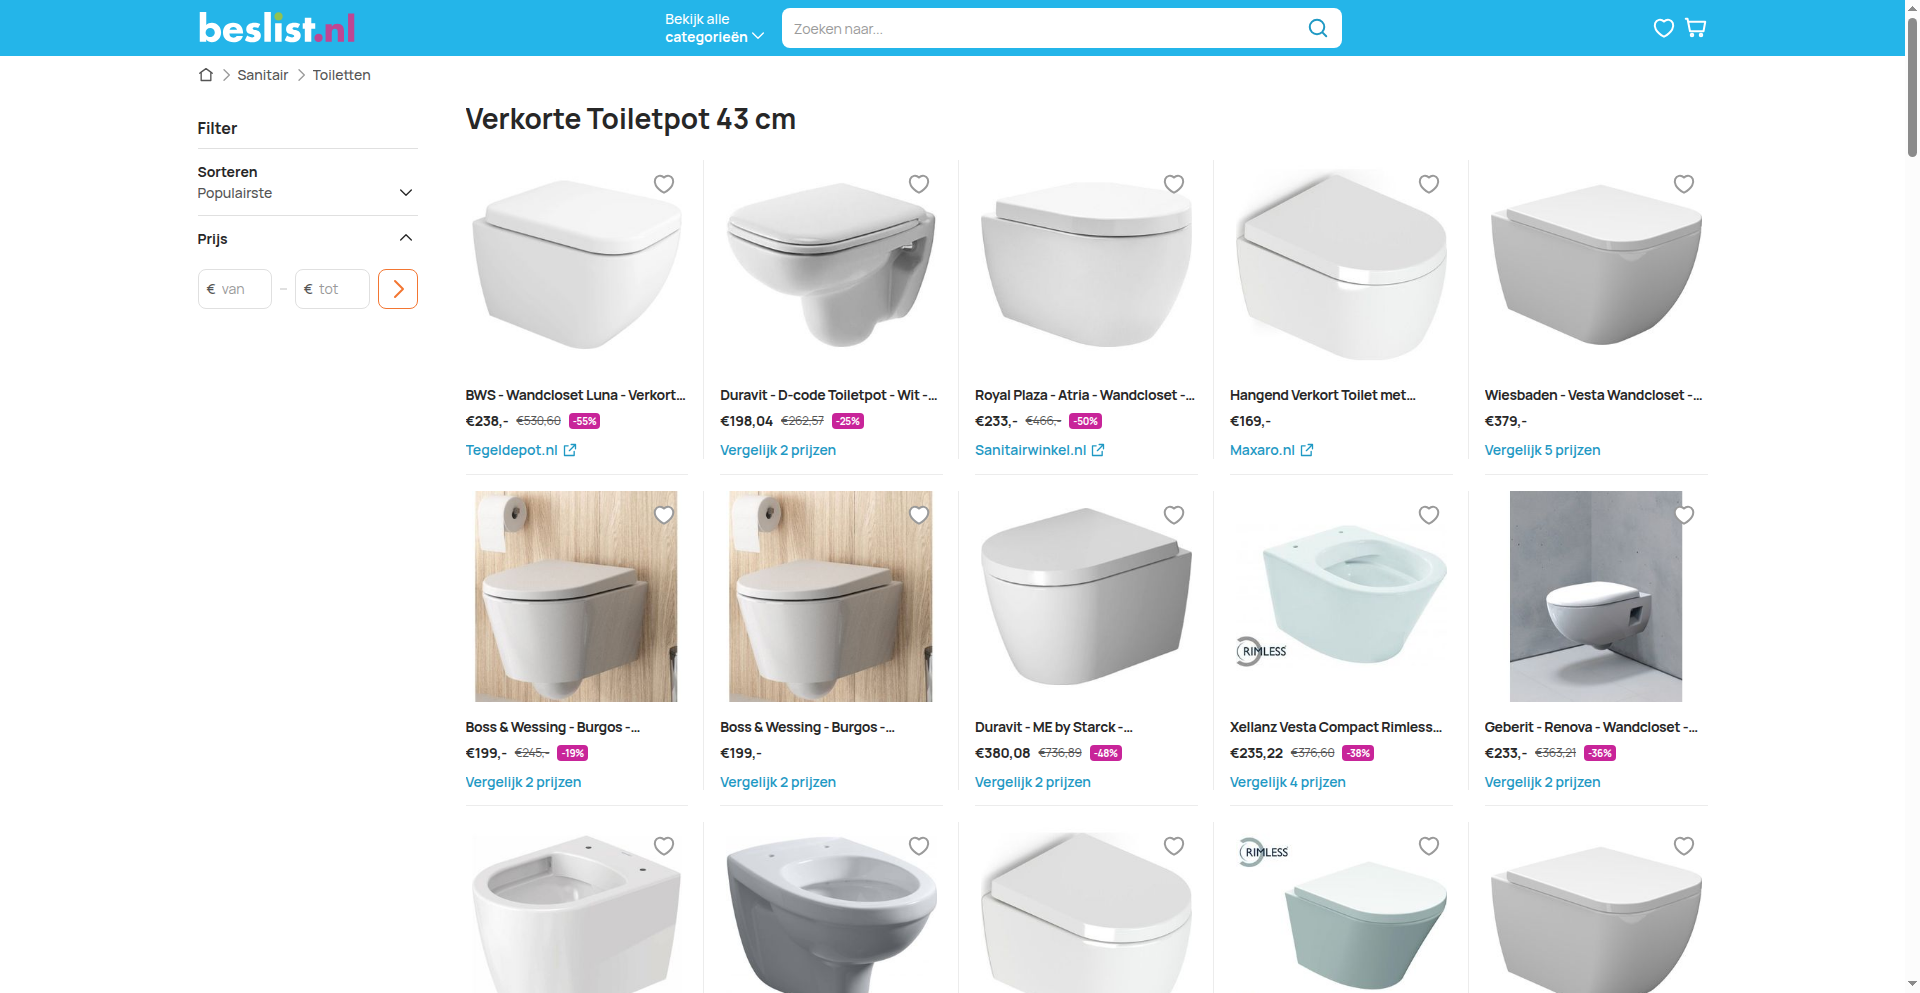 beslist.nl
Bekijk alle
categorieën
Zoeken naar...
Sanitair
Toiletten
Filter
Sorteren
Populairste
Prijs
€ van
–
€ tot
Verkorte Toiletpot 43 cm
BWS - Wandcloset Luna - Verkort...
€238,- €530,60 -55%
Tegeldepot.nl
Duravit - D-code Toiletpot - Wit -...
€198,04 €262,57 -25%
Vergelijk 2 prijzen
Royal Plaza - Atria - Wandcloset -...
€233,- €466,- -50%
Sanitairwinkel.nl
Hangend Verkort Toilet met...
€169,-
Maxaro.nl
Wiesbaden - Vesta Wandcloset -...
€379,-
Vergelijk 5 prijzen
Boss & Wessing - Burgos -...
€199,- €245,- -19%
Vergelijk 2 prijzen
Boss & Wessing - Burgos -...
€199,-
Vergelijk 2 prijzen
Duravit - ME by Starck -...
€380,08 €736,89 -48%
Vergelijk 2 prijzen
RIMLESS
Xellanz Vesta Compact Rimless...
€235,22 €376,60 -38%
Vergelijk 4 prijzen
Geberit - Renova - Wandcloset -...
€233,- €363,21 -36%
Vergelijk 2 prijzen
RIMLESS